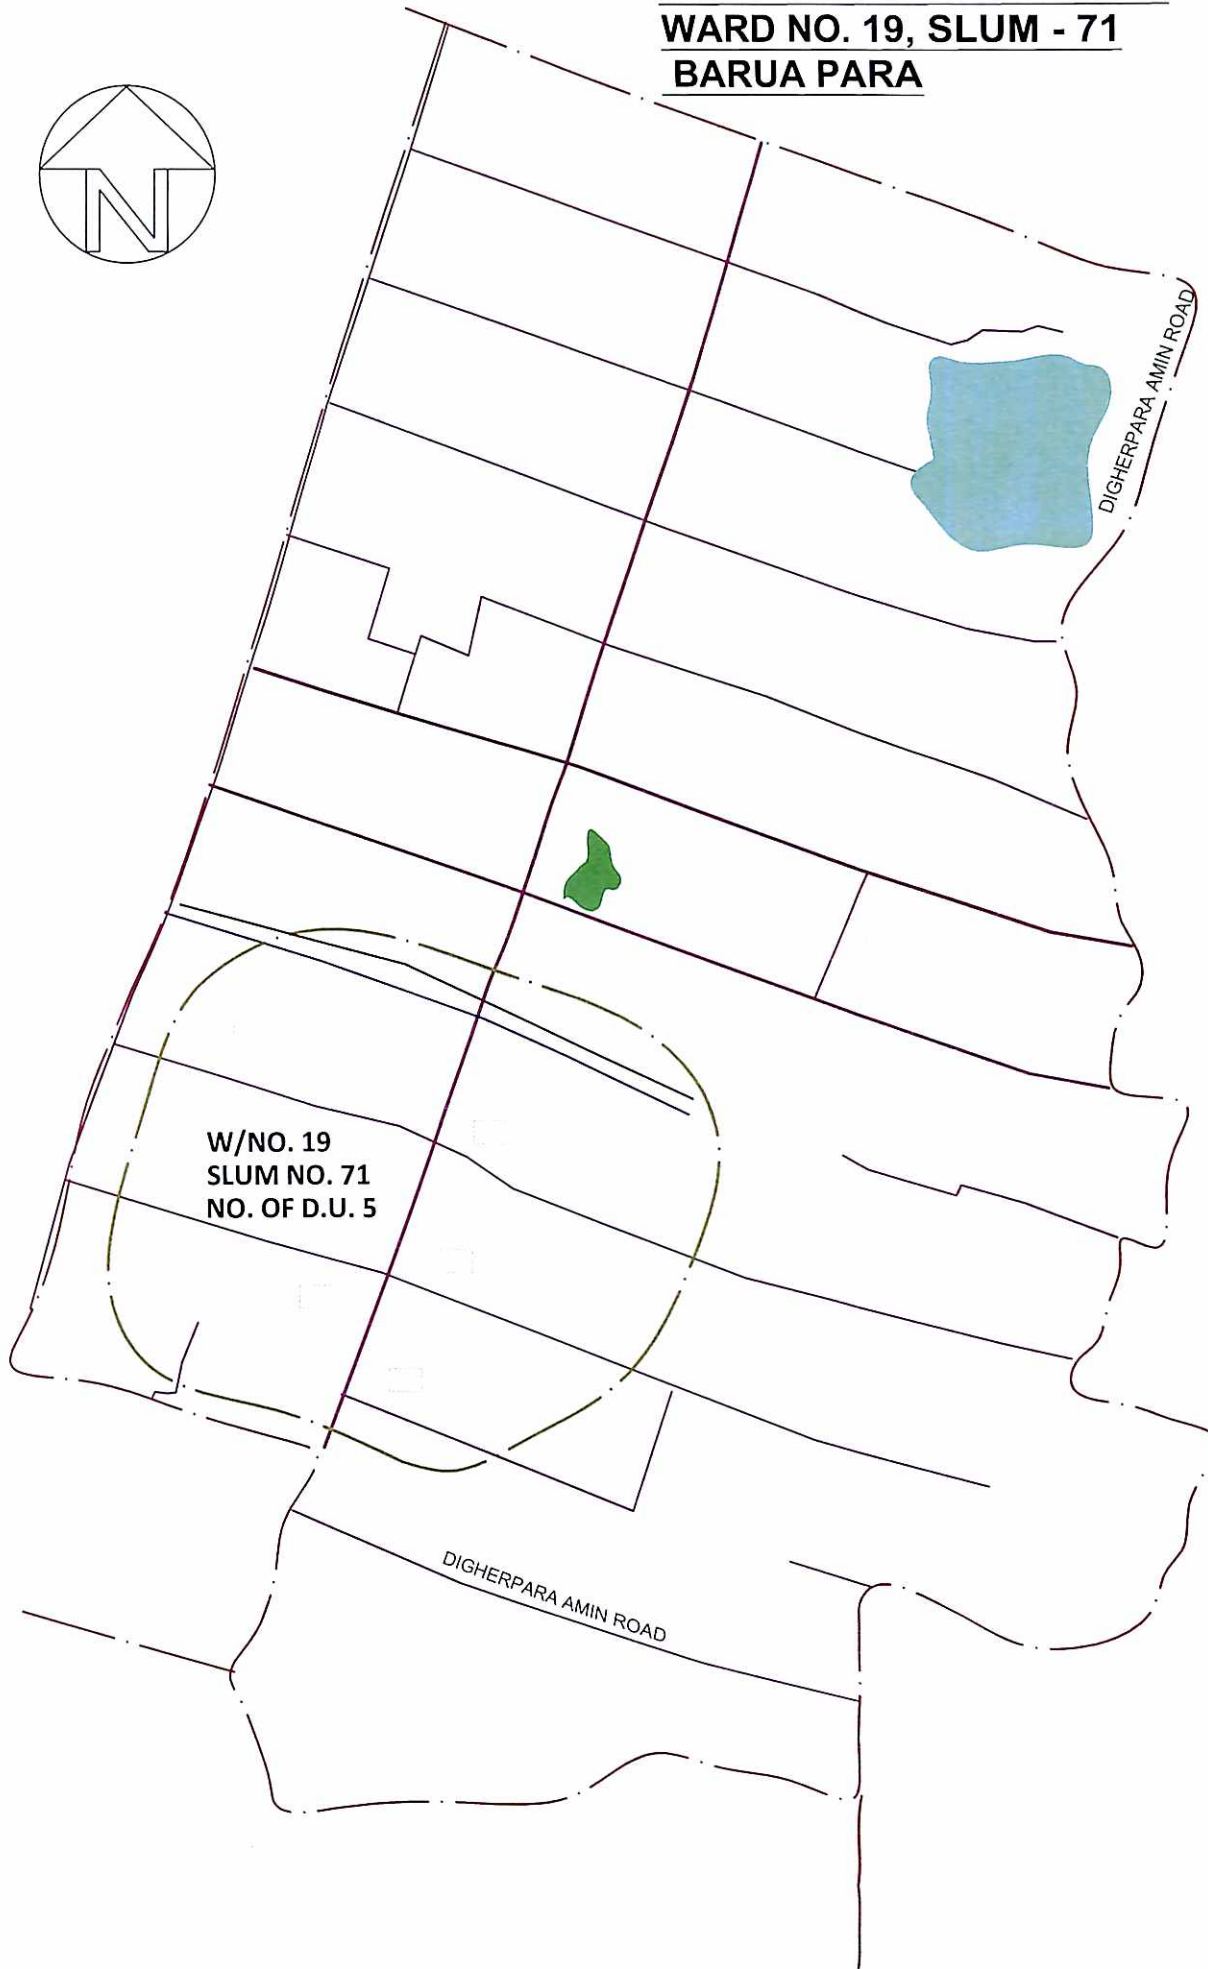 WARD NO. 19, SLUM - 71
BARUA PARA
N
DIGHERPARA AMIN ROAD
W/NO. 19
SLUM NO. 71
NO. OF D.U. 5
DIGHERPARA AMIN ROAD